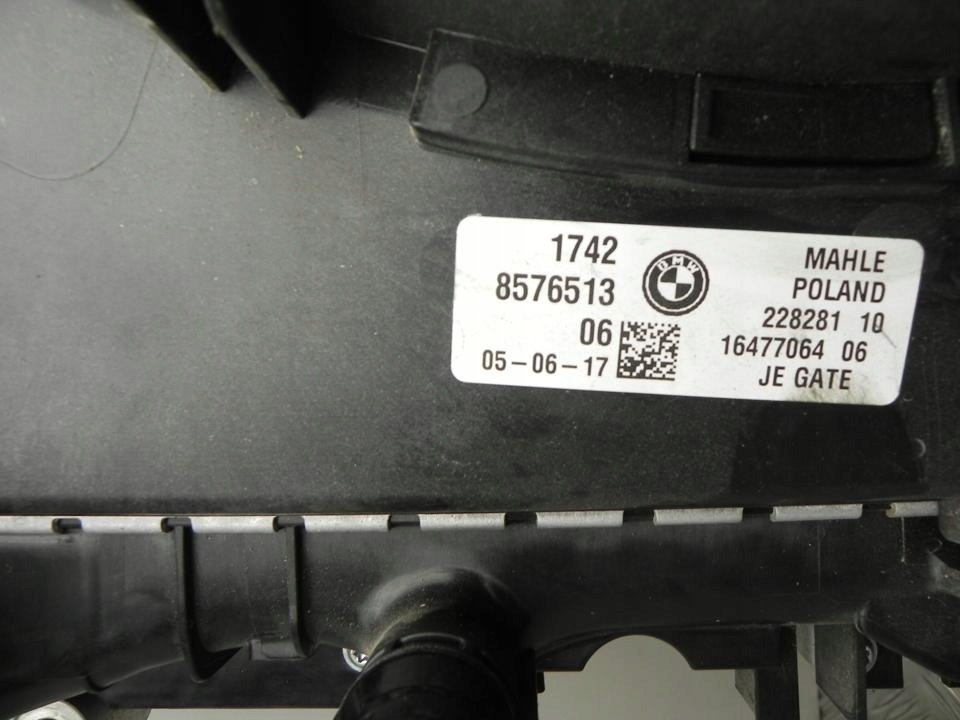 1742
8576513
06
05-06-17
BMW
MAHLE
POLAND
228281 10
16477064 06
JE GATE